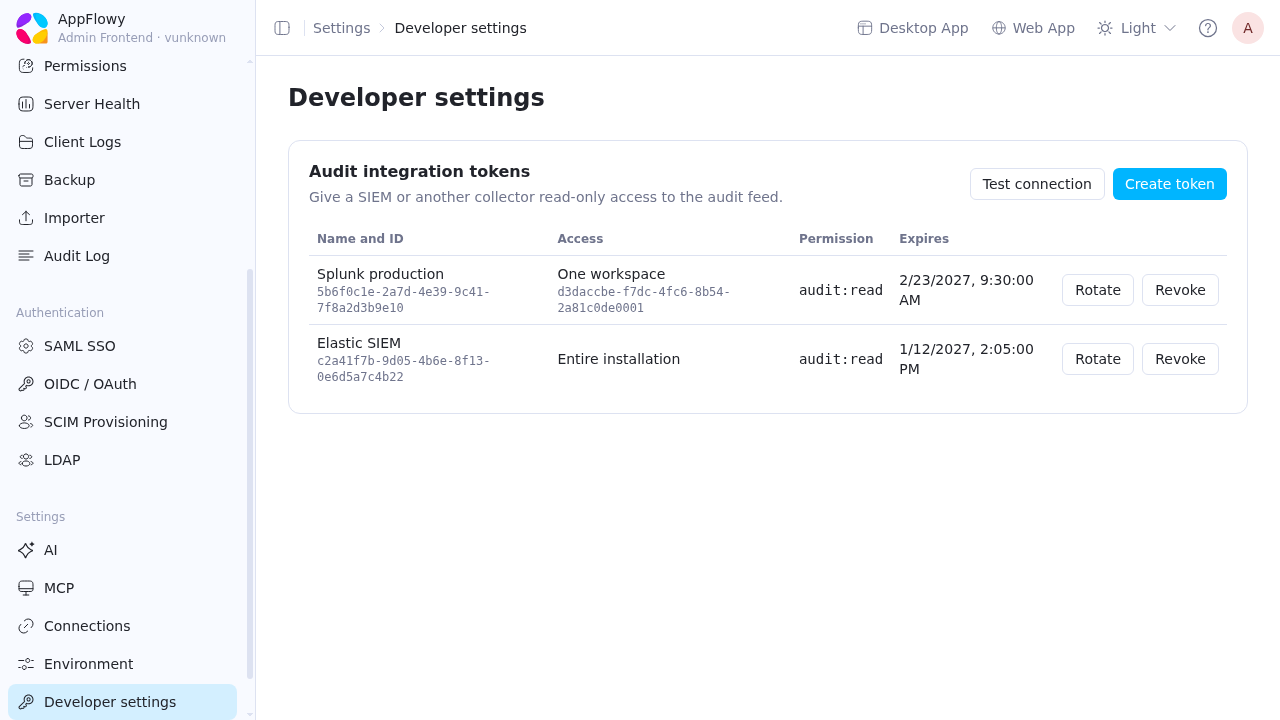 AppFlowy
Admin Frontend · vunknown
Permissions
Server Health
Client Logs
Backup
Importer
Audit Log
Authentication
SAML SSO
OIDC / OAuth
SCIM Provisioning
LDAP
Settings
AI
MCP
Connections
Environment
Developer settings
Settings
Developer settings
Desktop App
Web App
Light
A
Developer settings
Audit integration tokens
Give a SIEM or another collector read-only access to the audit feed.
Test connection
Create token
Name and ID
Access
Permission
Expires
Splunk production
5b6f0c1e-2a7d-4e39-9c41-
7f8a2d3b9e10
One workspace
d3daccbe-f7dc-4fc6-8b54-
2a81c0de0001
audit:read
2/23/2027, 9:30:00
AM
Rotate
Revoke
Elastic SIEM
c2a41f7b-9d05-4b6e-8f13-
0e6d5a7c4b22
Entire installation
audit:read
1/12/2027, 2:05:00
PM
Rotate
Revoke